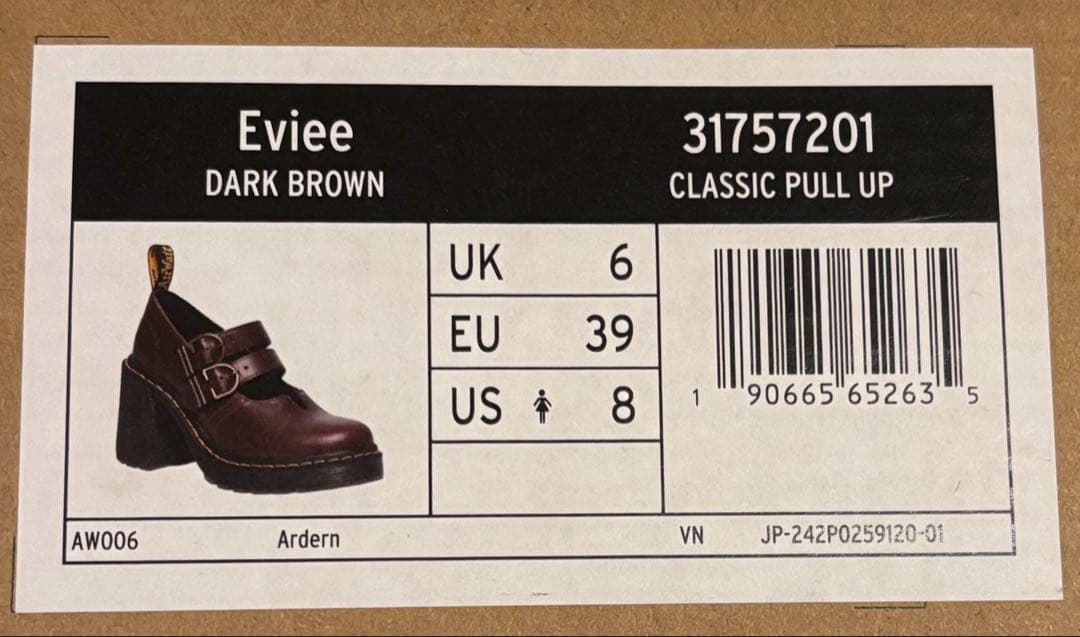 Eviee
DARK BROWN
31757201
CLASSIC PULL UP
UK 6
EU 39
US 8
1 90665 65263 5
AW006 Ardern VN JP-242P0259120-01